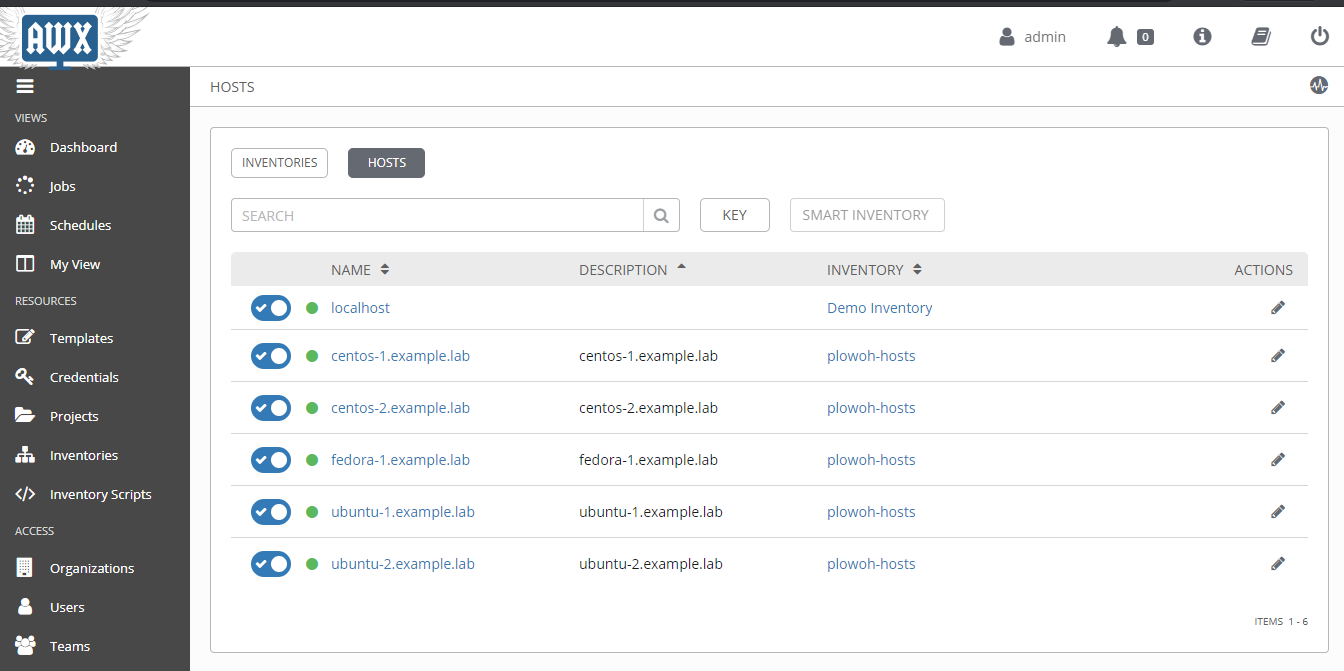 AWX
admin
0
HOSTS
VIEWS
Dashboard
Jobs
Schedules
My View
RESOURCES
Templates
Credentials
Projects
Inventories
Inventory Scripts
ACCESS
Organizations
Users
Teams
INVENTORIES HOSTS
SEARCH KEY SMART INVENTORY
NAME DESCRIPTION INVENTORY ACTIONS
localhost Demo Inventory
centos-1.example.lab centos-1.example.lab plowoh-hosts
centos-2.example.lab centos-2.example.lab plowoh-hosts
fedora-1.example.lab fedora-1.example.lab plowoh-hosts
ubuntu-1.example.lab ubuntu-1.example.lab plowoh-hosts
ubuntu-2.example.lab ubuntu-2.example.lab plowoh-hosts
ITEMS 1 - 6